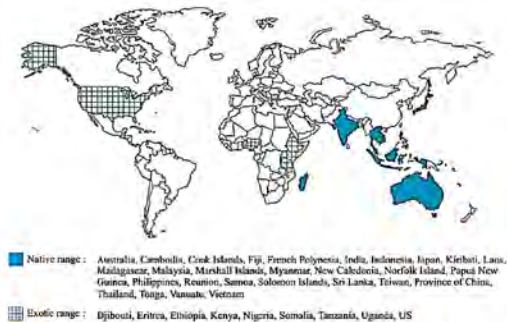 Native range : Australia, Cambodia, Cook Islands, Fiji, French Polynesia, India, Indonesia, Japan, Kiribati, Laos,
Madagascar, Malaysia, Marshall Islands, Myanmar, New Caledonia, Norfolk Island, Papua New
Guinea, Philippines, Reunion, Samoa, Solomon Islands, Sri Lanka, Taiwan, Province of China,
Thailand, Tonga, Vanuatu, Vietnam
Exotic range : Djibouti, Eritrea, Ethiopia, Kenya, Nigeria, Somalia, Tanzania, Uganda, US